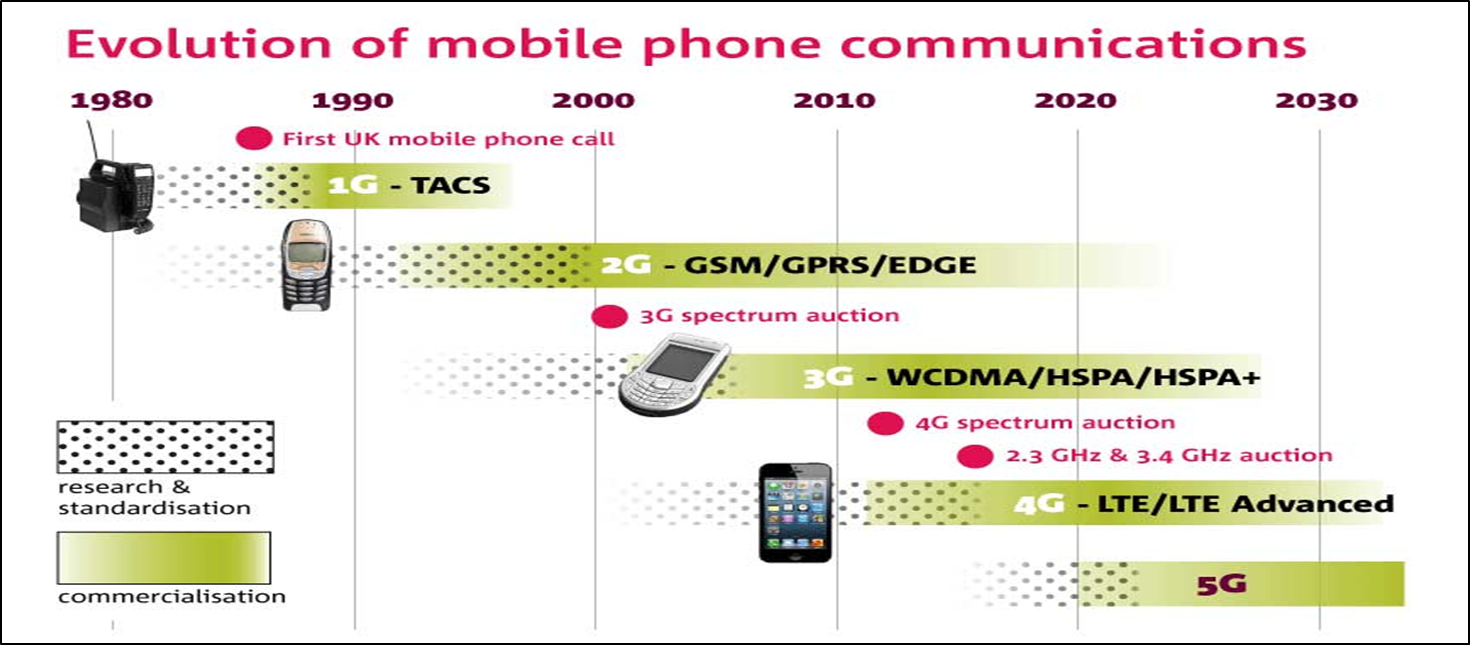 Evolution of mobile phone communications
1980 1990 2000 2010 2020 2030
First UK mobile phone call
1G - TACS
2G - GSM/GPRS/EDGE
3G spectrum auction
3G - WCDMA/HSPA/HSPA+
4G spectrum auction
2.3 GHz & 3.4 GHz auction
4G - LTE/LTE Advanced
5G
research &
standardisation
commercialisation